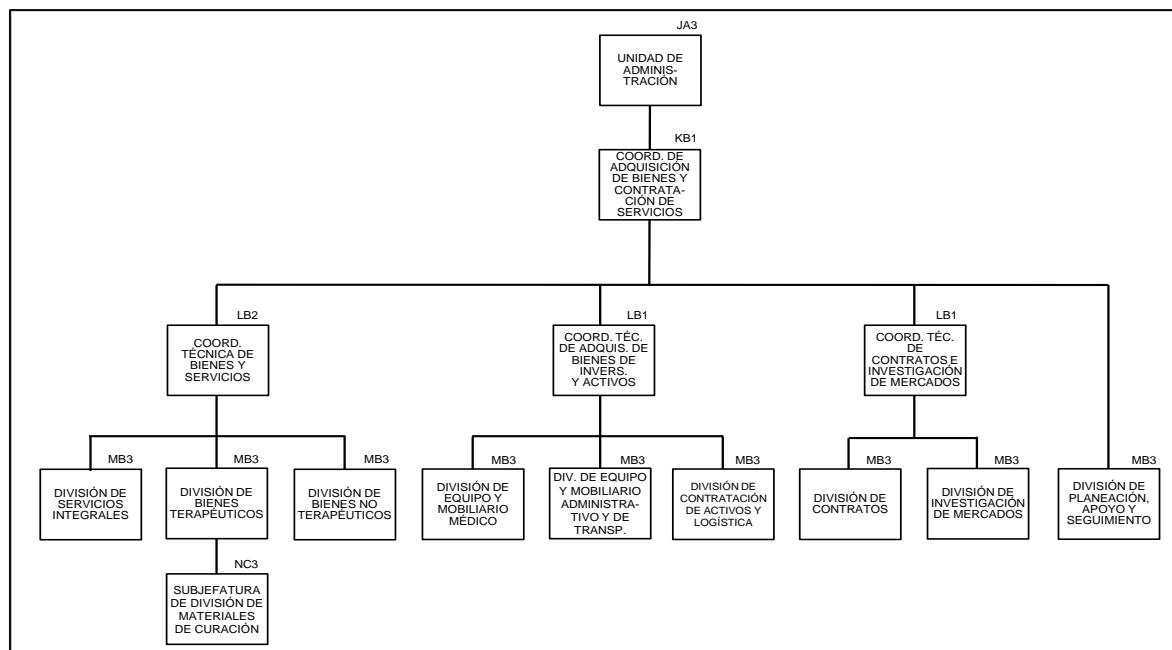 JA3
UNIDAD DE
ADMINIS-
TRACIÓN
KB1
COORD. DE
ADQUISICIÓN
DE BIENES Y
CONTRATA-
CIÓN DE
SERVICIOS
LB2
COORD.
TÉCNICA DE
BIENES Y
SERVICIOS
LB1
COORD. TÉC.
DE ADQUIS. DE
BIENES DE
INVERS.
Y ACTIVOS
LB1
COORD. TÉC.
DE
CONTRATOS E
INVESTIGACIÓN
DE MERCADOS
MB3
DIVISIÓN DE
SERVICIOS
INTEGRALES
MB3
DIVISIÓN DE
BIENES
TERAPÉUTICOS
MB3
DIVISIÓN DE
BIENES NO
TERAPÉUTICOS
MB3
DIVISIÓN DE
EQUIPO Y
MOBILIARIO
MÉDICO
MB3
DIV. DE EQUIPO
Y MOBILIARIO
ADMINISTRA-
TIVO Y DE
TRANSP.
MB3
DIVISIÓN DE
CONTRATACIÓN
DE ACTIVOS Y
LOGÍSTICA
MB3
DIVISIÓN DE
CONTRATOS
MB3
DIVISIÓN DE
INVESTIGACIÓN
DE MERCADOS
MB3
DIVISIÓN DE
PLANEACIÓN,
APOYO Y
SEGUIMIENTO
NC3
SUBJEFATURA
DE DIVISIÓN DE
MATERIALES
DE CURACIÓN